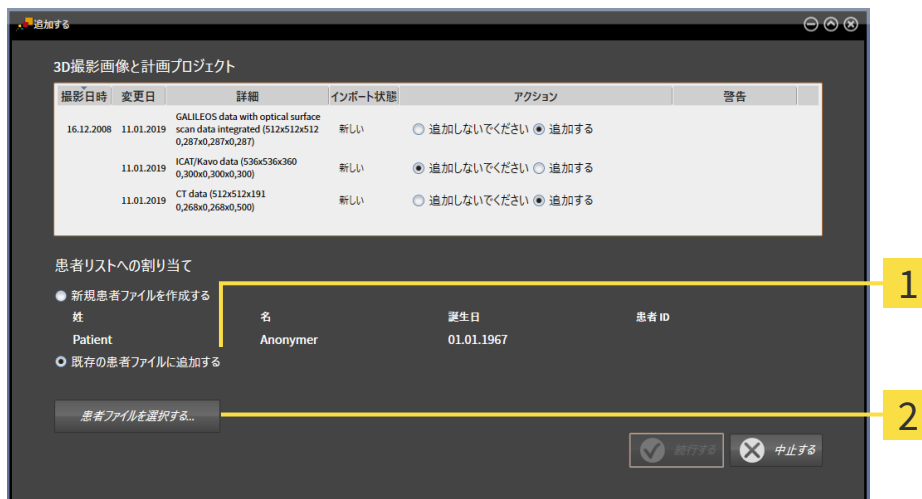 追加する
3D撮影画像と計画プロジェクト
撮影日時 変更日 詳細 インポート状態 アクション 警告
GALILEOS data with optical surface
16.12.2008 11.01.2019 scan data integrated (512x512x512 新しい 追加しないでください 追加する
0,287x0,287x0,287)
11.01.2019 ICAT/Kavo data (536x536x360 新しい 追加しないでください 追加する
0,300x0,300x0,300)
11.01.2019 CT data (512x512x191 新しい 追加しないでください 追加する
0,268x0,268x0,500)
患者リストへの割り当て
新規患者ファイルを作成する
1
姓 名 誕生日 患者 ID
Patient Anonymer 01.01.1967
既存の患者ファイルに追加する
患者ファイルを選択する...
2
続行する 中止する